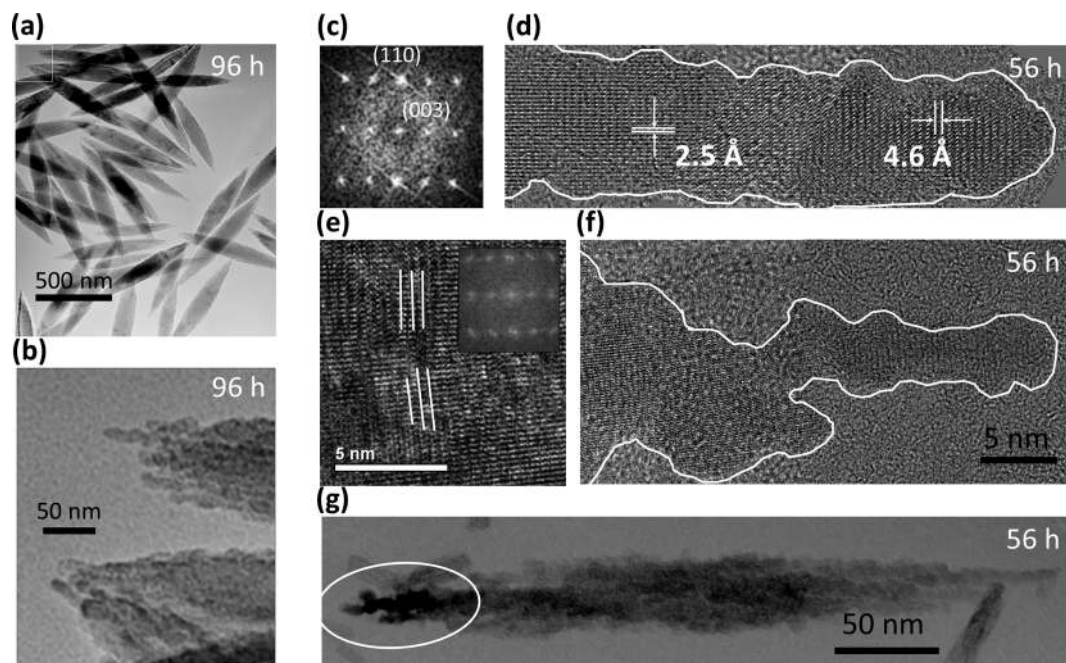 (a)
96 h
500 nm
(b)
96 h
50 nm
(c)
(110)
(003)
(d)
56 h
2.5 Å
4.6 Å
(e)
5 nm
(f)
56 h
5 nm
(g)
56 h
50 nm